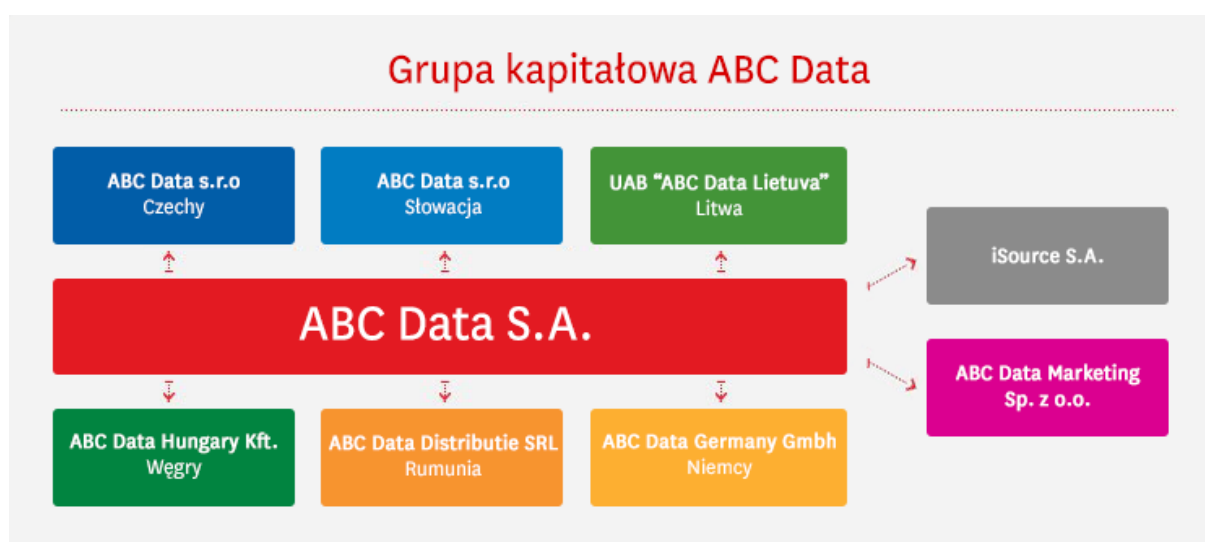 Grupa kapitałowa ABC Data
ABC Data s.r.o
Czechy
ABC Data s.r.o
Słowacja
UAB “ABC Data Lietuva”
Litwa
iSource S.A.
ABC Data S.A.
ABC Data Marketing
Sp. z o.o.
ABC Data Hungary Kft.
Węgry
ABC Data Distributie SRL
Rumunia
ABC Data Germany Gmbh
Niemcy